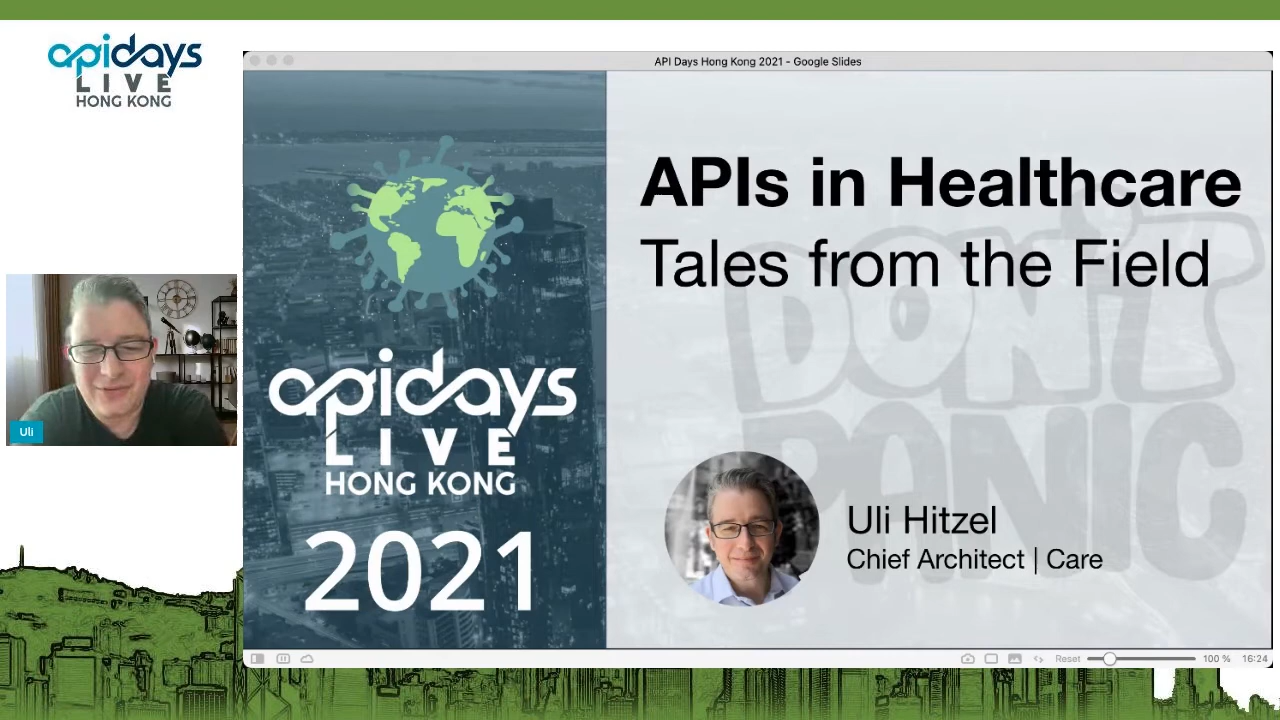 apidays
LIVE
HONG KONG
API Days Hong Kong 2021 - Google Slides
APIs in Healthcare
Tales from the Field
DON'T
PANIC
apidays
LIVE
HONG KONG
2021
Uli Hitzel
Chief Architect | Care
Uli
Reset
100 %
16:24